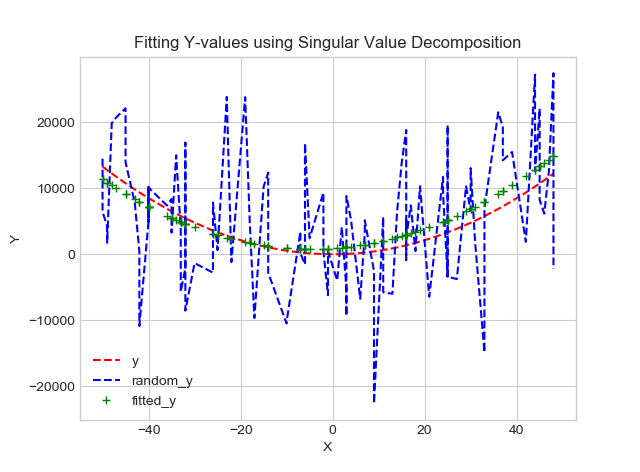 Fitting Y-values using Singular Value Decomposition
Y
20000
10000
0
−10000
−20000
y
random_y
fitted_y
−40
−20
0
20
40
X